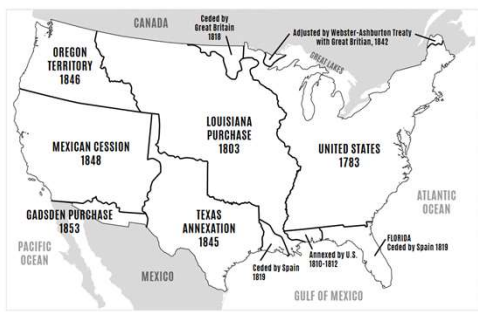 CANADA
Ceded by
Great Britain
1818
Adjusted by Webster-Ashburton Treaty
with Great Britian, 1842
GREAT LAKES
OREGON
TERRITORY
1846
LOUISIANA
PURCHASE
1803
MEXICAN CESSION
1848
UNITED STATES
1783
ATLANTIC
OCEAN
GADSDEN PURCHASE
1853
TEXAS
ANNEXATION
1845
PACIFIC
OCEAN
FLORIDA
Ceded by Spain 1819
Annexed by U.S.
1810-1812
Ceded by Spain
1819
MEXICO
GULF OF MEXICO